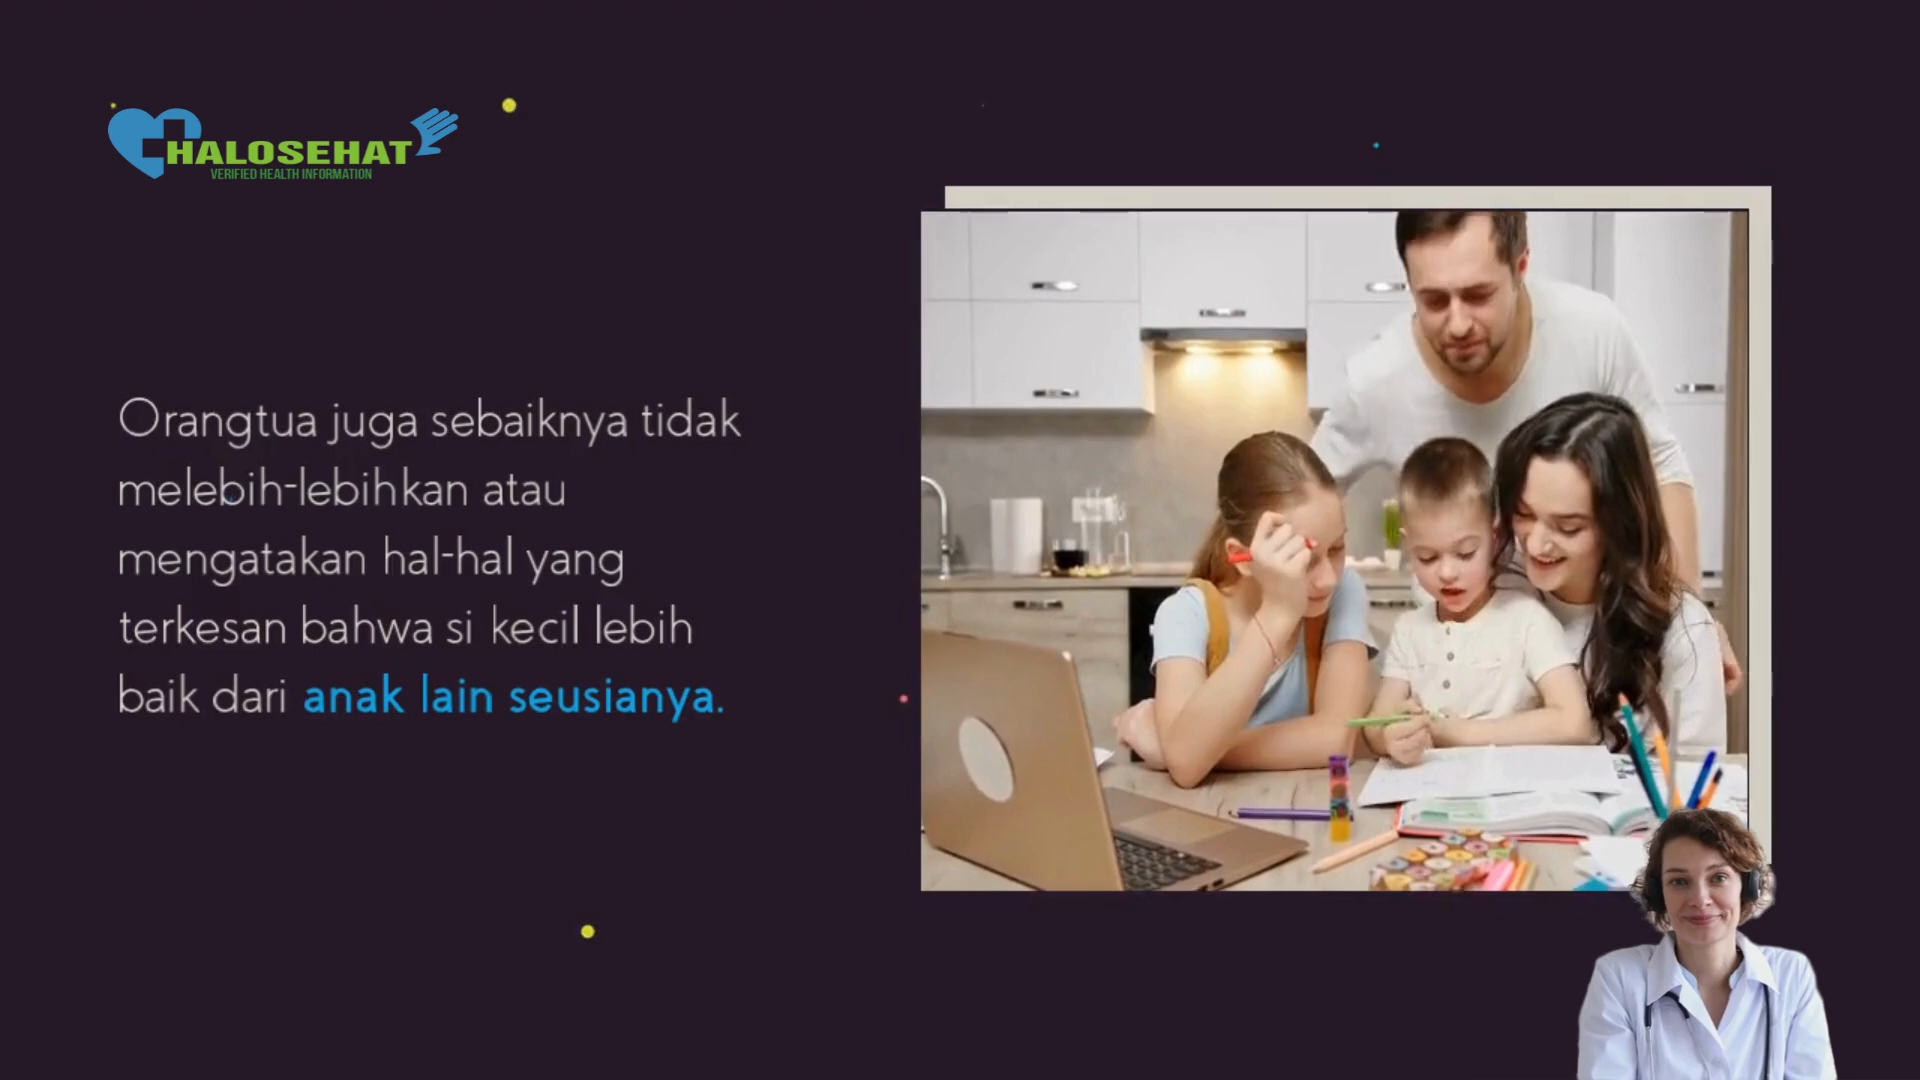 HALOSEHAT
VERIFIED HEALTH INFORMATION
Orangtua juga sebaiknya tidak
melebih-lebihkan atau
mengatakan hal-hal yang
terkesan bahwa si kecil lebih
baik dari anak lain seusianya.